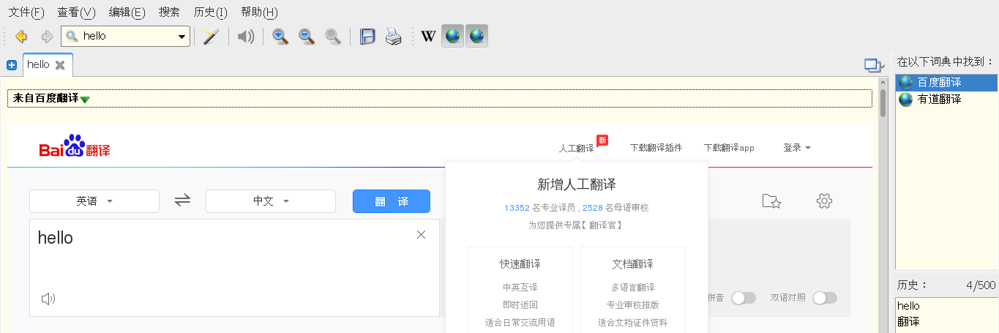 文件(F) 查看(V) 编辑(E) 搜索 历史(I) 帮助(H)
hello W
hello
在以下词典中找到：
百度翻译
有道翻译
来自百度翻译
Bai du 翻译
人工翻译 新 下载翻译插件 下载翻译app 登录
新增人工翻译
13352 名专业译员 , 2528 名母语审校
为您提供专属【翻译官】
英语 中文 翻 译
hello
快速翻译
中英互译
即时返回
适合日常交流用语
文档翻译
多语言翻译
专业审校排版
适合文档证件资料
拼音 双语对照
历史： 4/500
hello
翻译